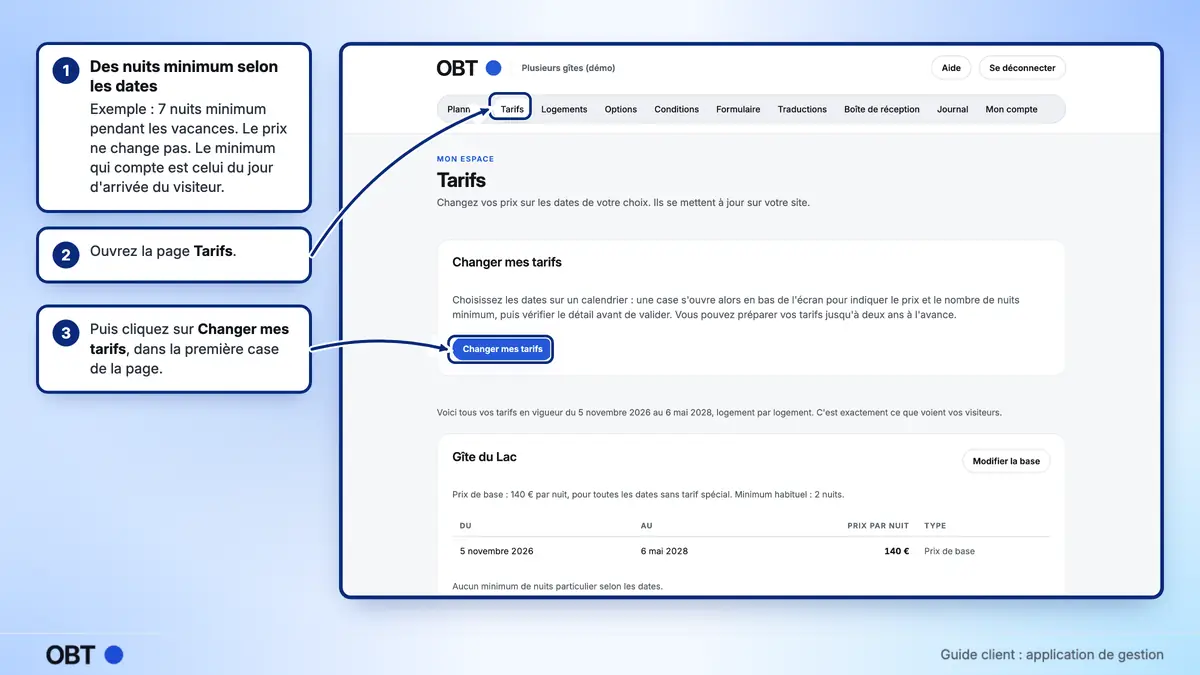 1
Des nuits minimum selon
les dates
Exemple : 7 nuits minimum
pendant les vacances. Le prix
ne change pas. Le minimum
qui compte est celui du jour
d'arrivée du visiteur.
2
Ouvrez la page Tarifs.
3
Puis cliquez sur Changer mes
tarifs, dans la première case
de la page.
OBT
Plusieurs gîtes (démo)
Aide
Se déconnecter
Plann Tarifs Logements Options Conditions Formulaire Traductions Boîte de réception Journal Mon compte
MON ESPACE
Tarifs
Changez vos prix sur les dates de votre choix. Ils se mettent à jour sur votre site.
Changer mes tarifs
Choisissez les dates sur un calendrier : une case s'ouvre alors en bas de l'écran pour indiquer le prix et le nombre de nuits
minimum, puis vérifier le détail avant de valider. Vous pouvez préparer vos tarifs jusqu'à deux ans à l'avance.
Changer mes tarifs
Voici tous vos tarifs en vigueur du 5 novembre 2026 au 6 mai 2028, logement par logement. C'est exactement ce que voient vos visiteurs.
Gîte du Lac
Modifier la base
Prix de base : 140 € par nuit, pour toutes les dates sans tarif spécial. Minimum habituel : 2 nuits.
DU AU PRIX PAR NUIT TYPE
5 novembre 2026 6 mai 2028 140 € Prix de base
Aucun minimum de nuits particulier selon les dates.
OBT
Guide client : application de gestion